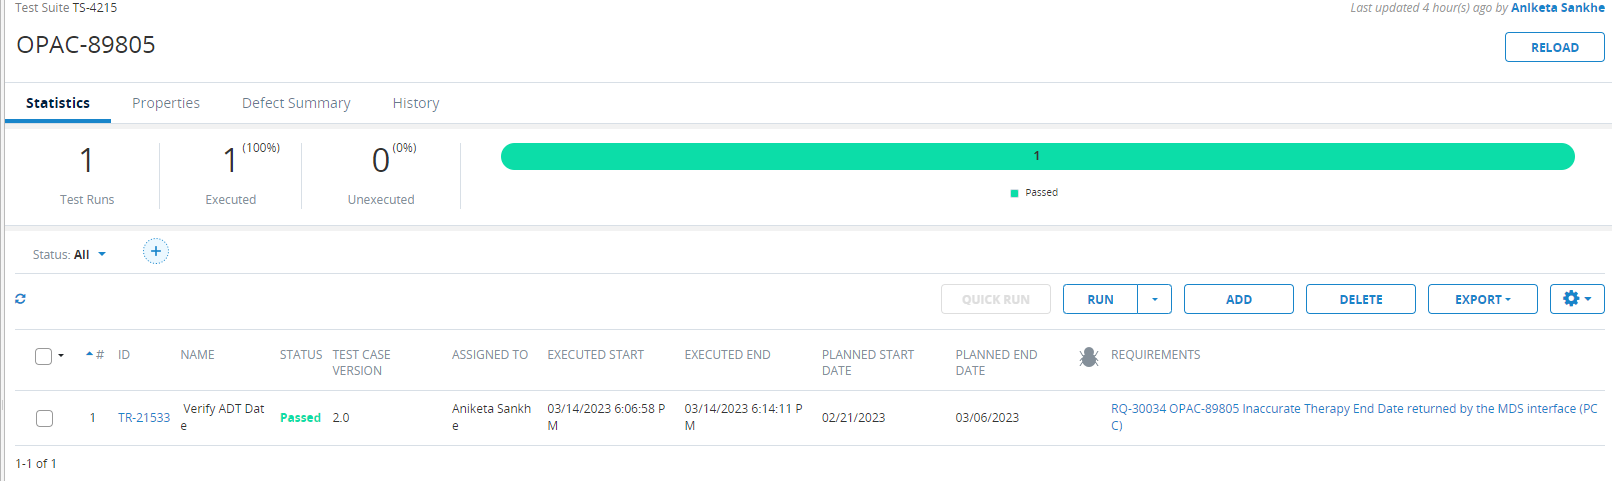 Test Suite TS-4215
Last updated 4 hour(s) ago by Aniketa Sankhe
OPAC-89805
RELOAD
Statistics Properties Defect Summary History
1 1 (100%) 0 (0%)
1
Test Runs Executed Unexecuted
Passed
Status: All
+
QUICK RUN RUN ADD DELETE EXPORT
# ID NAME STATUS TEST CASE ASSIGNED TO EXECUTED START EXECUTED END PLANNED START PLANNED END REQUIREMENTS
VERSION DATE DATE
1 TR-21533 Verify ADT Dat Passed 2.0 Aniketa Sankh 03/14/2023 6:06:58 P 03/14/2023 6:14:11 P 02/21/2023 03/06/2023 RQ-30034 OPAC-89805 Inaccurate Therapy End Date returned by the MDS interface (PC
e e M M C)
1-1 of 1